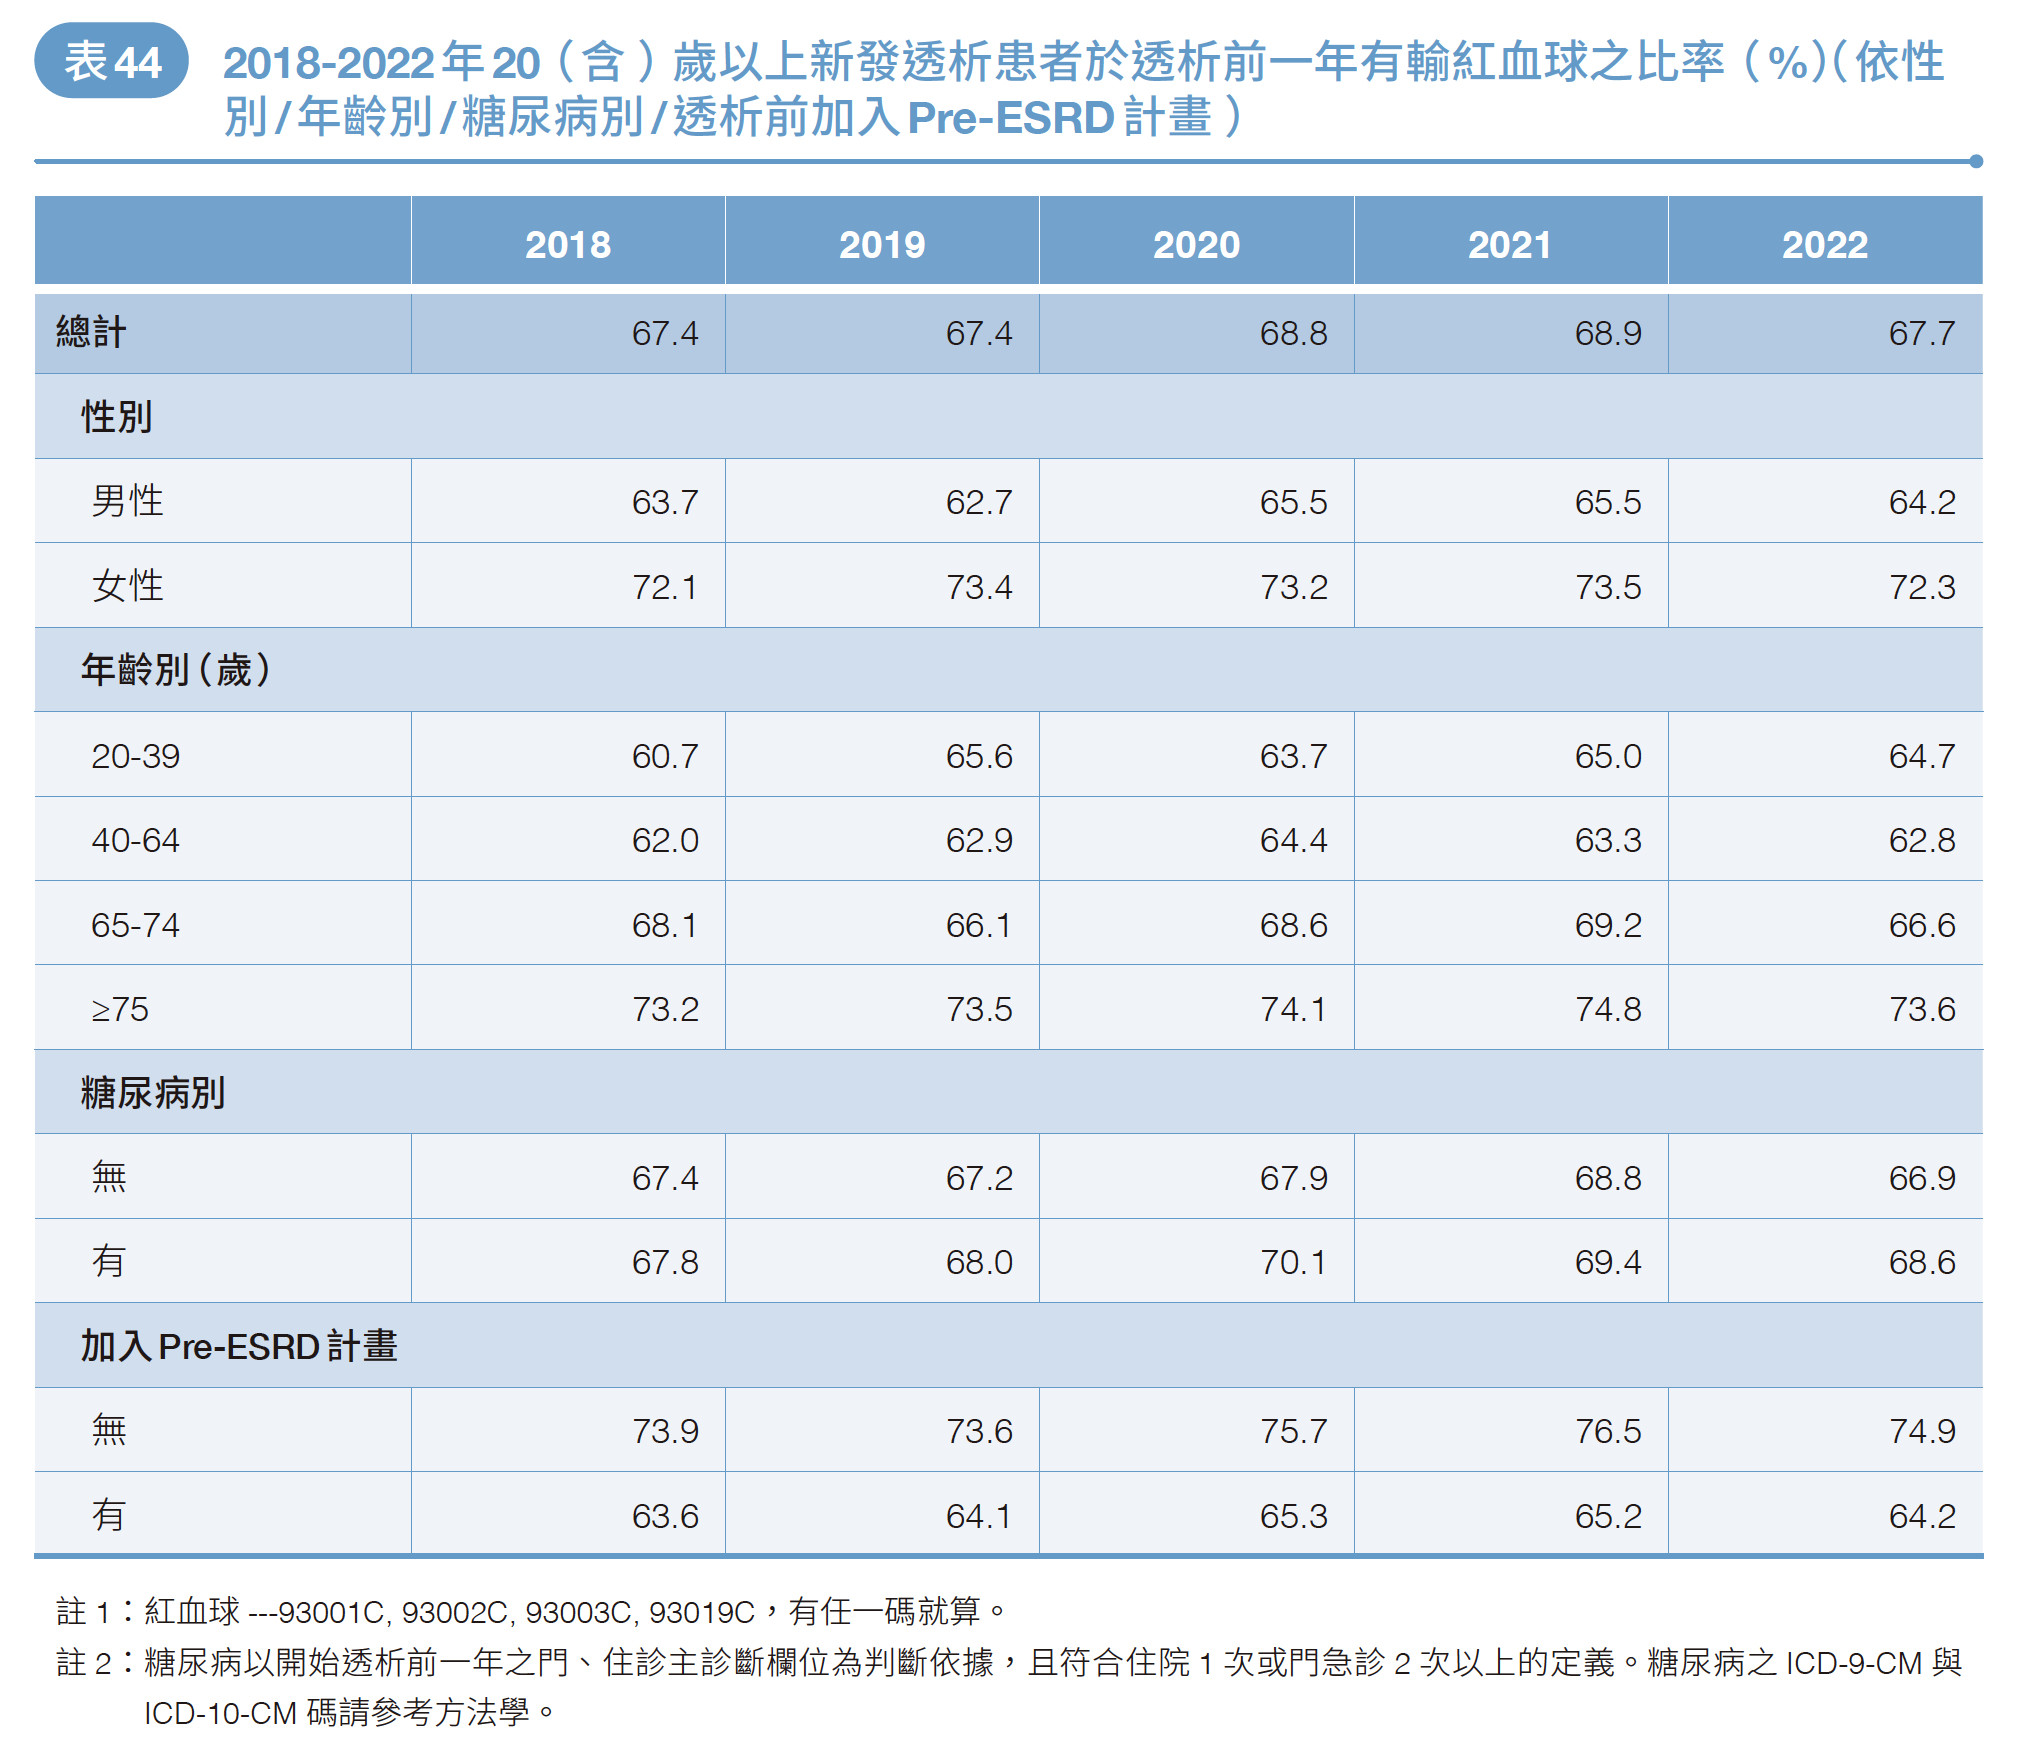 表44
2018-2022年20（含）歲以上新發透析患者於透析前一年有輸紅血球之比率（%）（依性
別/年齡別/糖尿病別/透析前加入Pre-ESRD計畫）
2018 2019 2020 2021 2022
總計 67.4 67.4 68.8 68.9 67.7
性別
男性 63.7 62.7 65.5 65.5 64.2
女性 72.1 73.4 73.2 73.5 72.3
年齡別（歲）
20-39 60.7 65.6 63.7 65.0 64.7
40-64 62.0 62.9 64.4 63.3 62.8
65-74 68.1 66.1 68.6 69.2 66.6
≥75 73.2 73.5 74.1 74.8 73.6
糖尿病別
無 67.4 67.2 67.9 68.8 66.9
有 67.8 68.0 70.1 69.4 68.6
加入Pre-ESRD計畫
無 73.9 73.6 75.7 76.5 74.9
有 63.6 64.1 65.3 65.2 64.2
註1：紅血球---93001C, 93002C, 93003C, 93019C，有任一碼就算。
註2：糖尿病以開始透析前一年之門、住診主診斷欄位為判斷依據，且符合住院1次或門急診2次以上的定義。糖尿病之ICD-9-CM與
ICD-10-CM碼請參考方法學。